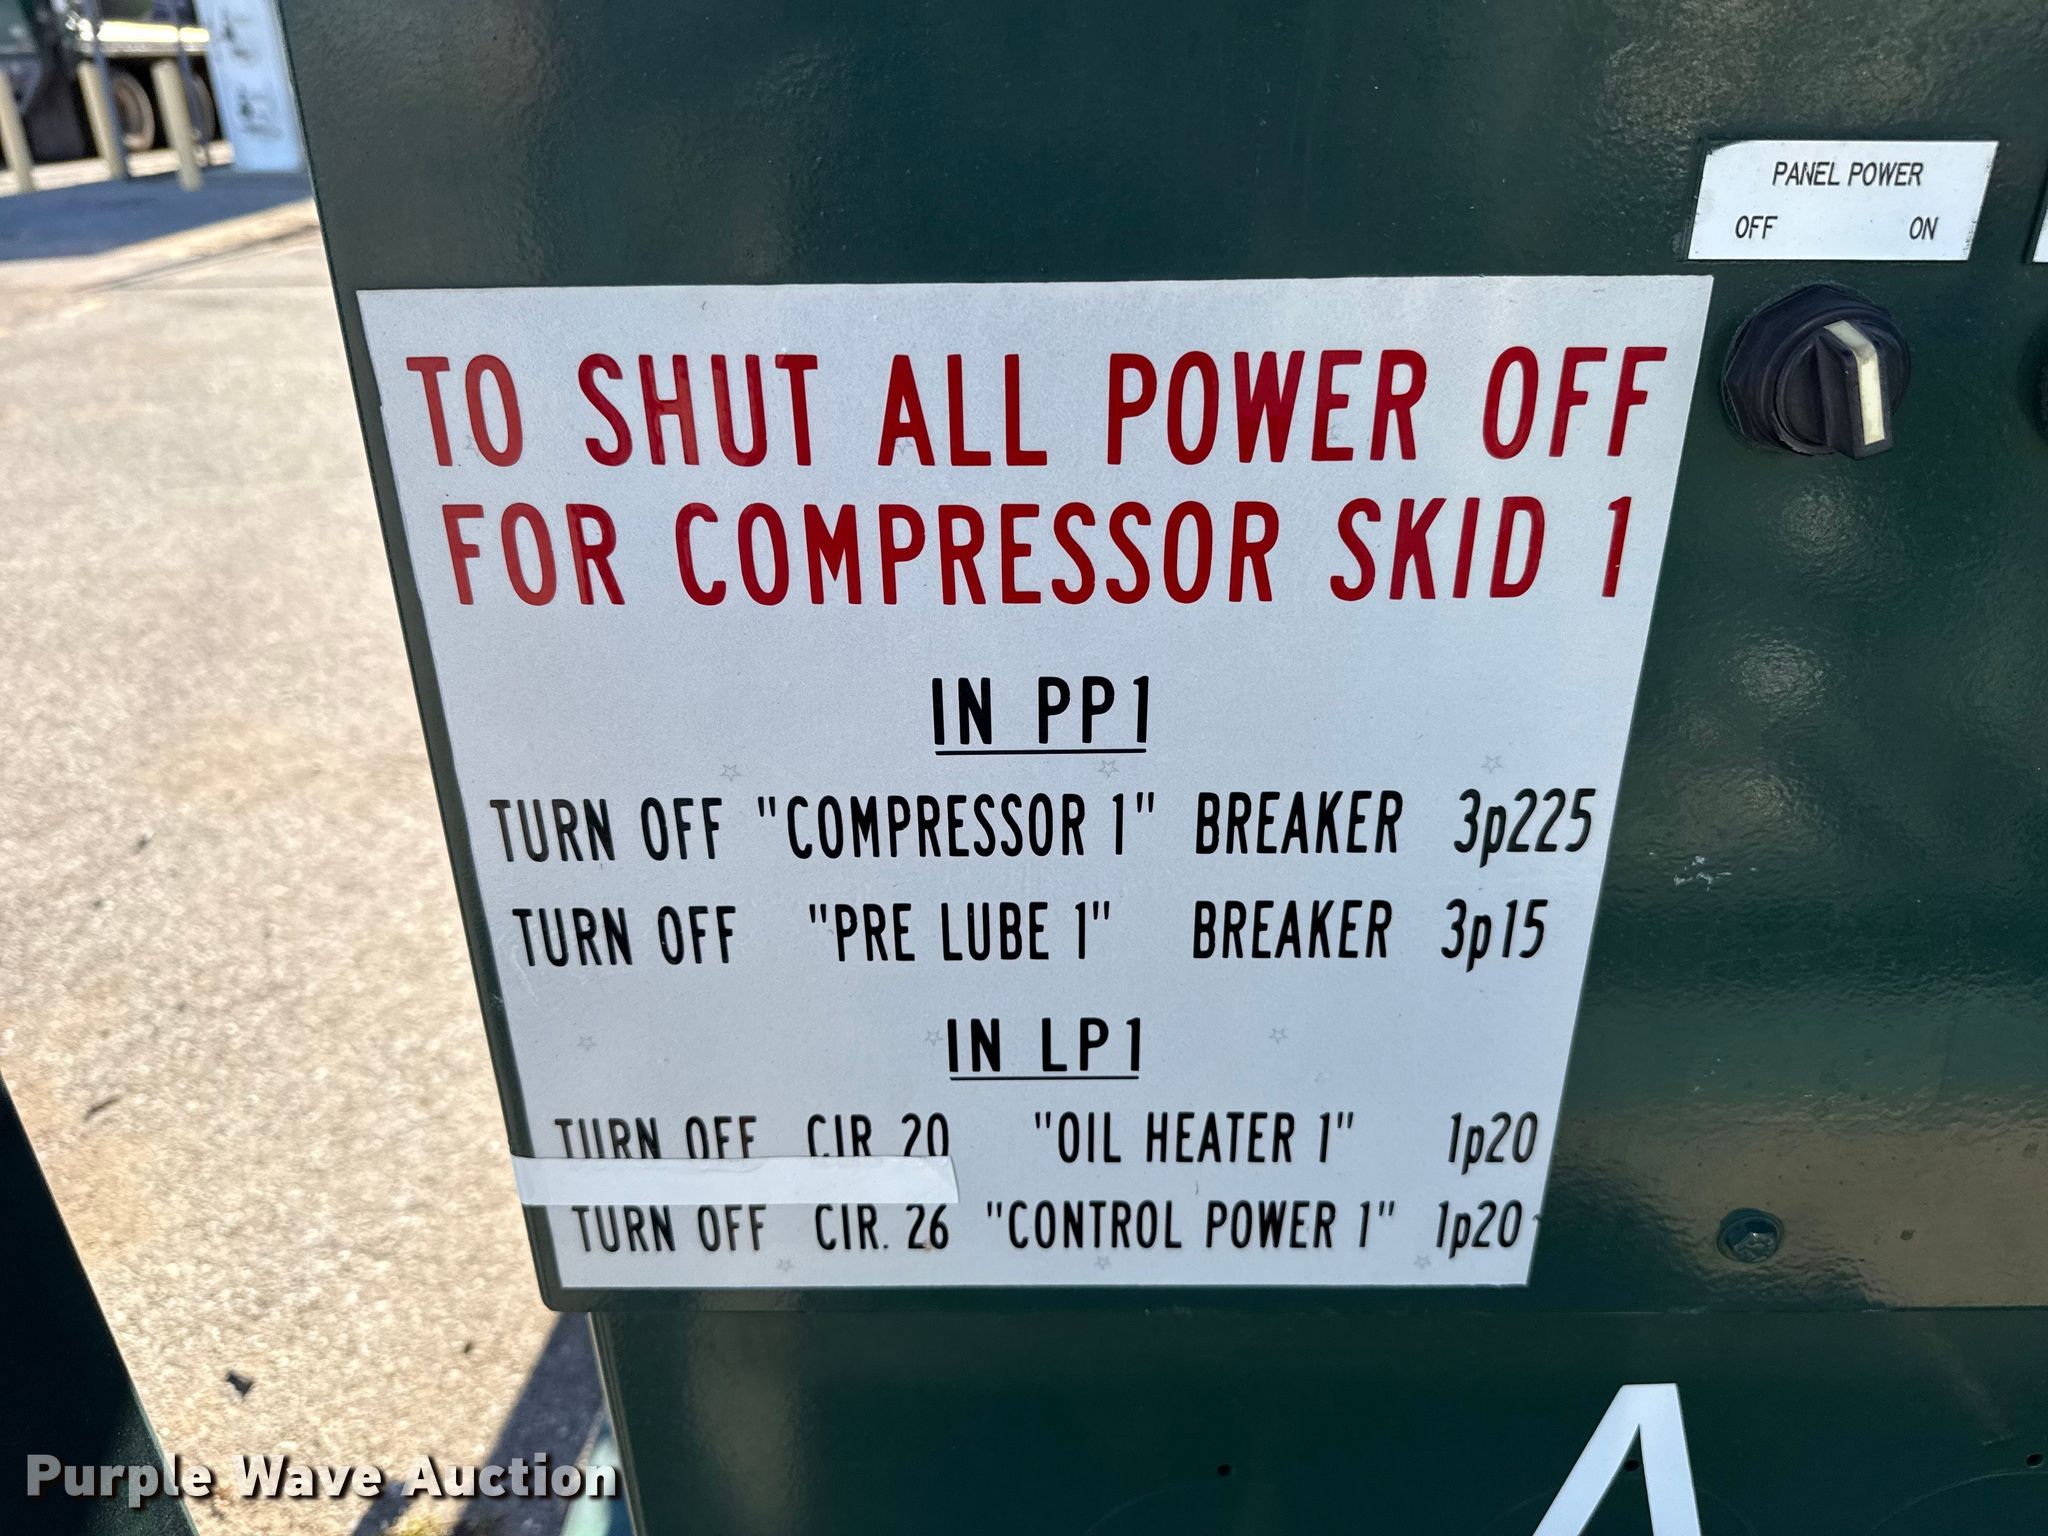 PANEL POWER
OFF ON
TO SHUT ALL POWER OFF
FOR COMPRESSOR SKID 1
IN PP1
TURN OFF "COMPRESSOR 1" BREAKER 3p225
TURN OFF "PRE LUBE 1" BREAKER 3p15
IN LP1
TURN OFF CIR. 20 "OIL HEATER 1" 1p20
TURN OFF CIR. 26 "CONTROL POWER 1" 1p20
Purple Wave Auction